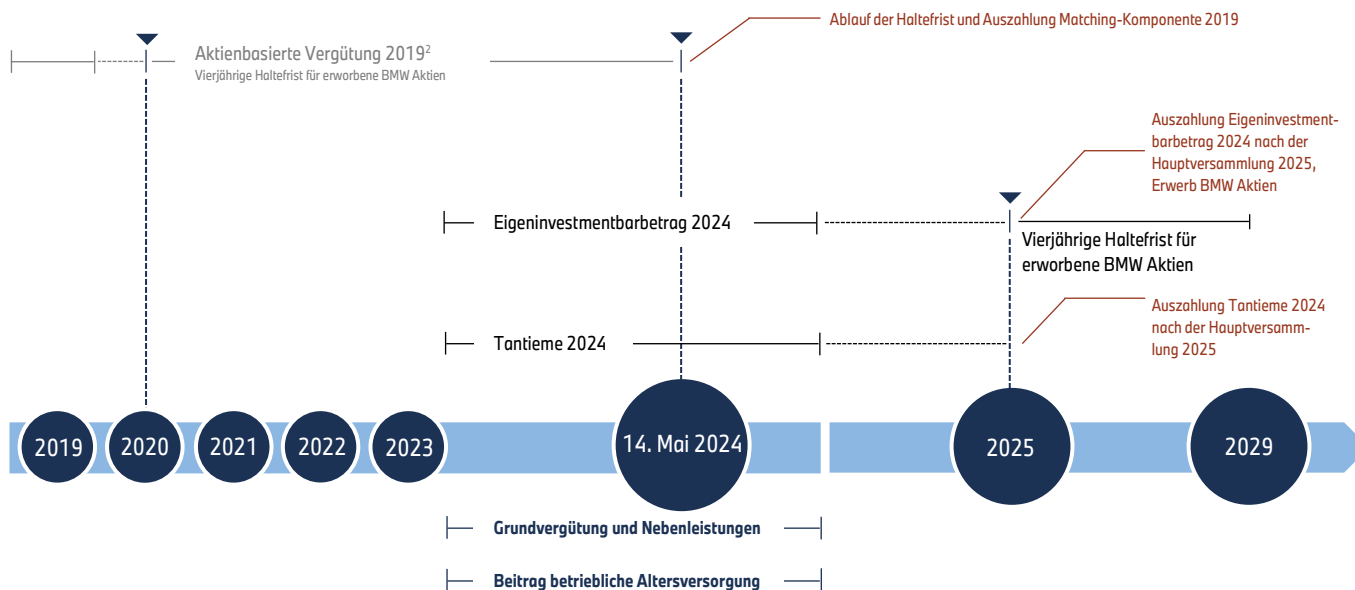 Ablauf der Haltefrist und Auszahlung Matching-Komponente 2019
Aktienbasierte Vergütung 2019²
Vierjährige Haltefrist für erworbene BMW Aktien
Auszahlung Eigeninvestment-
barbetrag 2024 nach der
Hauptversammlung 2025,
Erwerb BMW Aktien
Eigeninvestmentbarbetrag 2024
Vierjährige Haltefrist für
erworbene BMW Aktien
Auszahlung Tantieme 2024
nach der Hauptversamm-
lung 2025
Tantieme 2024
2019
2020
2021
2022
2023
14. Mai 2024
2025
2029
Grundvergütung und Nebenleistungen
Beitrag betriebliche Altersversorgung